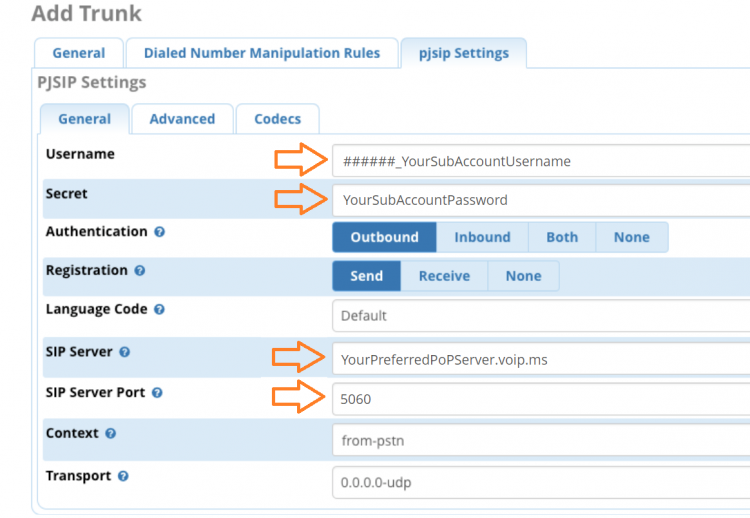 Add Trunk
General Dialed Number Manipulation Rules pjsip Settings
PJSIP Settings
General Advanced Codecs
Username ######_YourSubAccountUsername
Secret YourSubAccountPassword
Authentication ? Outbound Inbound Both None
Registration ? Send Receive None
Language Code ? Default
SIP Server ? YourPreferredPoPServer.voip.ms
SIP Server Port ? 5060
Context ? from-pstn
Transport ? 0.0.0.0-udp